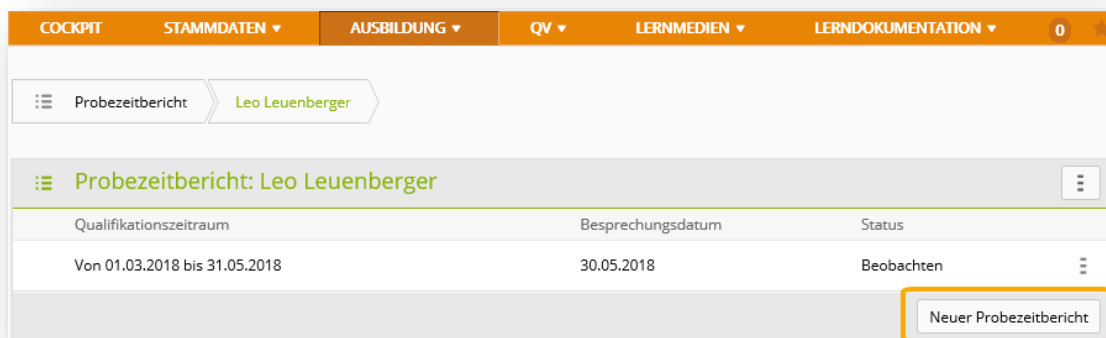 COCKPIT STAMMDATEN AUSBILDUNG QV LERNMEDIEN LERNDOKUMENTATION 0
Probezeitbericht Leo Leuenberger
Probezeitbericht: Leo Leuenberger
Qualifikationszeitraum Besprechungsdatum Status
Von 01.03.2018 bis 31.05.2018 30.05.2018 Beobachten
Neuer Probezeitbericht